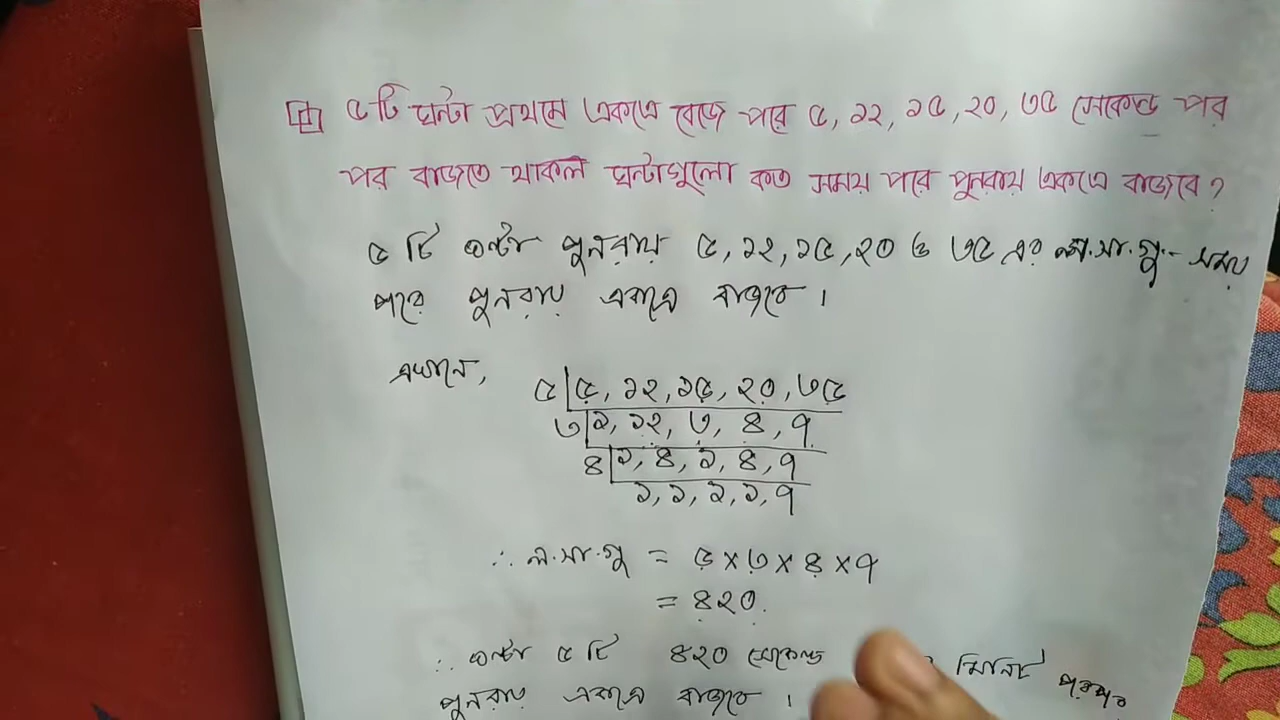 ৫টি ঘন্টা প্রথমে একত্রে বেজে পরে ৫, ১২, ১৫, ২০, ৩৫ সেকেন্ড পর
পর বাজতে থাকল ঘন্টাগুলো কত সময় পরে পুনরায় একত্রে বাজবে ?
৫ টি ঘন্টা পুনরায় ৫, ১২, ১৫, ২০ ও ৩৫ এর ল.সা.গু.- সময়
পরে পুনরায় একত্রে বাজবে ।
এখানে,
৫ | ৫, ১২, ১৫, ২০, ৩৫
৩ | ১, ১২, ৩, ৪, ৭
৪ | ১, ৪, ১, ৪, ৭
১, ১, ১, ১, ৭
∴ ল.সা.গু = ৫ × ৩ × ৪ × ৭
= ৪২০.
∴ ঘন্টা ৫ টি ৪২০ সেকেন্ড মিনিট পরপর
পুনরায় একত্রে বাজবে ।